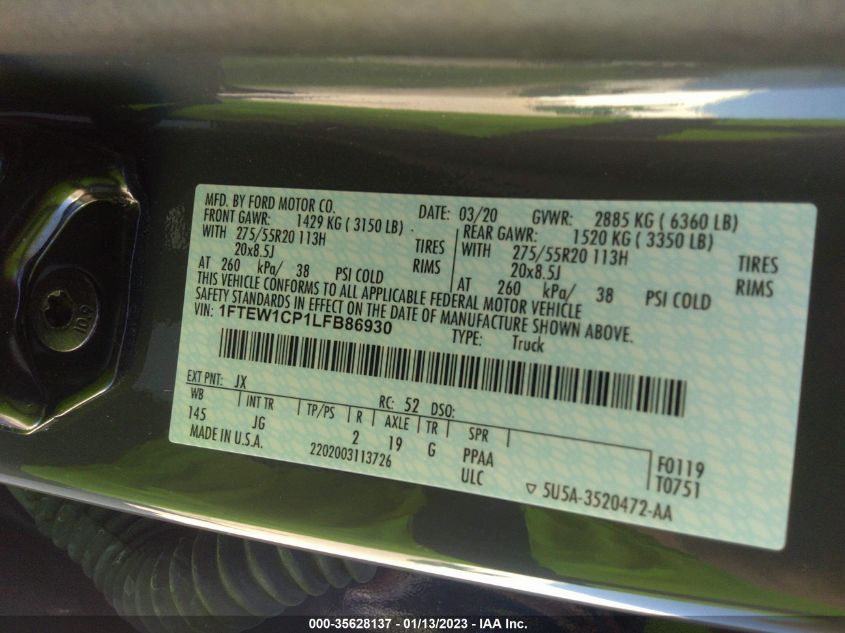 MFD. BY FORD MOTOR CO.
DATE: 03/20 GVWR: 2885 KG ( 6360 LB)
FRONT GAWR: 1429 KG ( 3150 LB)
WITH 275/55R20 113H TIRES
20x8.5J RIMS
AT 260 kPa/ 38 PSI COLD
REAR GAWR: 1520 KG ( 3350 LB)
WITH 275/55R20 113H TIRES
20x8.5J RIMS
AT 260 kPa/ 38 PSI COLD
THIS VEHICLE CONFORMS TO ALL APPLICABLE FEDERAL MOTOR VEHICLE
SAFETY STANDARDS IN EFFECT ON THE DATE OF MANUFACTURE SHOWN ABOVE.
VIN: 1FTEW1CP1LFB86930
TYPE: Truck
EXT PNT: JX RC: 52 DSO:
WB INT TR TP/PS R AXLE TR SPR
145 JG 2 19 G PPAA
F0119
MADE IN U.S.A. 2202003113726 ULC
T0751
▽ 5U5A-3520472-AA
10.9
000-35628137 - 01/13/2023 - IAAI.COM